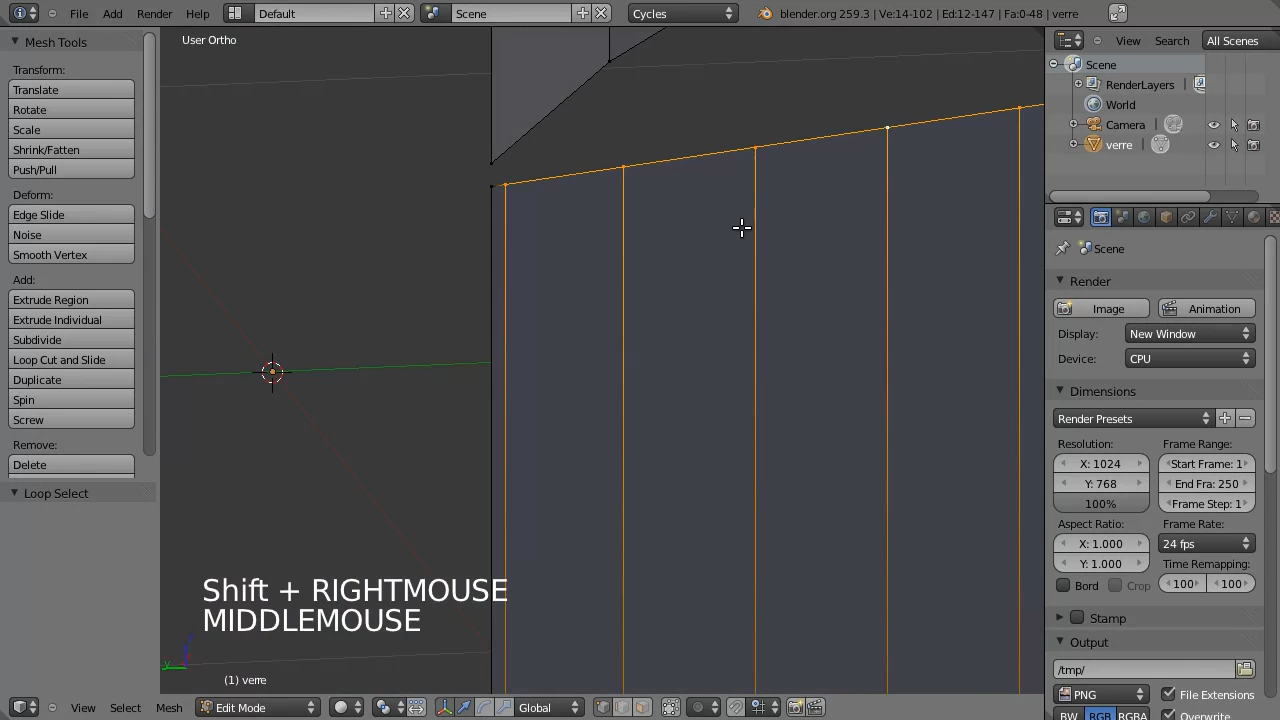 File Add Render Help Default Scene Cycles blender.org 259.3 | Ve:14-102 | Ed:12-147 | Fa:0-48 | verre
Mesh Tools
Transform:
Translate
Rotate
Scale
Shrink/Fatten
Push/Pull
Deform:
Edge Slide
Noise
Smooth Vertex
Add:
Extrude Region
Extrude Individual
Subdivide
Loop Cut and Slide
Duplicate
Spin
Screw
Remove:
Delete
Loop Select
User Ortho
Shift + RIGHTMOUSE
MIDDLEMOUSE
y
(1) verre
View Select Mesh Edit Mode Global
View Search All Scenes
Scene
RenderLayers
World
Camera
verre
Scene
Render
Image Animation
Display: New Window
Device: CPU
Dimensions
Render Presets
Resolution: Frame Range:
X: 1024 Start Frame: 1
Y: 768 End Fra: 250
100% Frame Step: 1
Aspect Ratio: Frame Rate:
X: 1.000 24 fps
Y: 1.000 Time Remapping:
Bord Crop 100 100
Stamp
Output
/tmp/
PNG File Extensions
BW RGB RGBA Overwrite